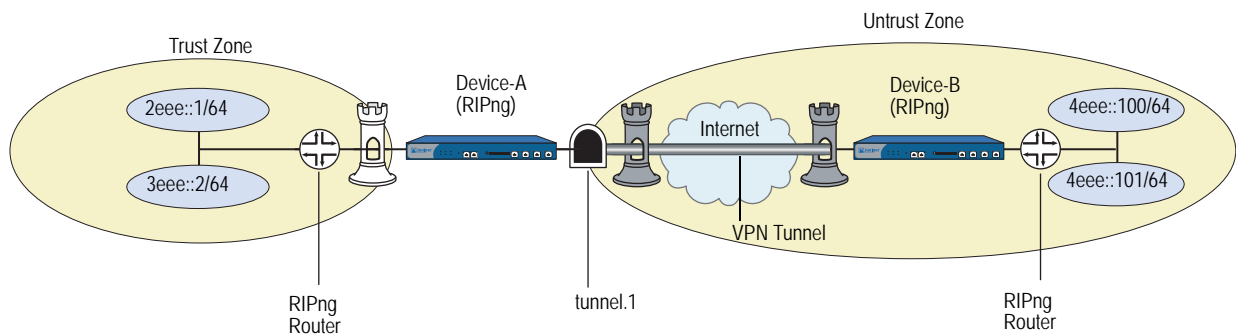 Trust Zone
Untrust Zone
2eee::1/64
3eee::2/64
Device-A
(RIPng)
Internet
Device-B
(RIPng)
4eee::100/64
4eee::101/64
VPN Tunnel
RIPng
Router
tunnel.1
RIPng
Router